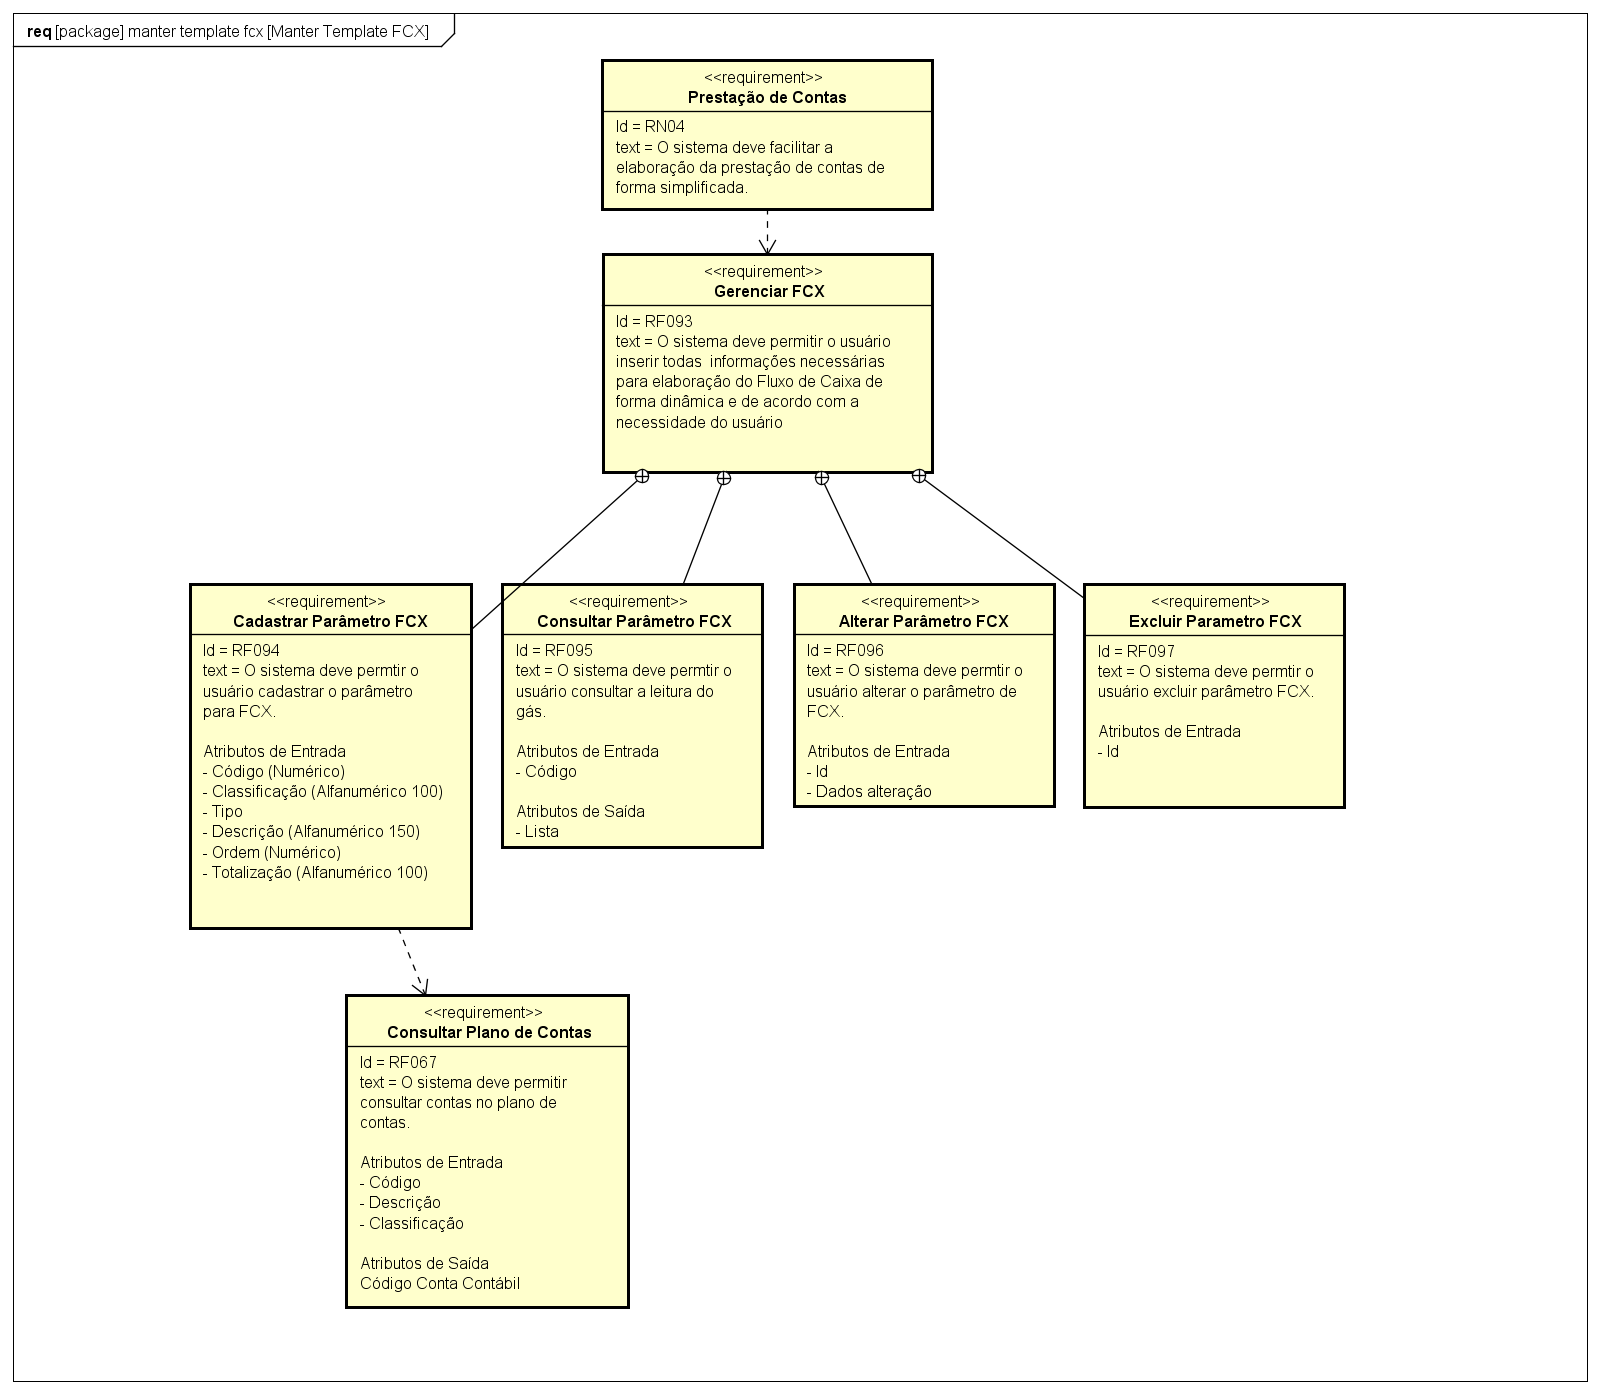 req [package] manter template fcx [Manter Template FCX]
<<requirement>>
Prestação de Contas
Id = RN04
text = O sistema deve facilitar a
elaboração da prestação de contas de
forma simplificada.
<<requirement>>
Gerenciar FCX
Id = RF093
text = O sistema deve permitir o usuário
inserir todas  informações necessárias
para elaboração do Fluxo de Caixa de
forma dinâmica e de acordo com a
necessidade do usuário
<<requirement>>
Cadastrar Parâmetro FCX
Id = RF094
text = O sistema deve permtir o
usuário cadastrar o parâmetro
para FCX.
Atributos de Entrada
- Código (Numérico)
- Classificação (Alfanumérico 100)
- Tipo
- Descrição (Alfanumérico 150)
- Ordem (Numérico)
- Totalização (Alfanumérico 100)
<<requirement>>
Consultar Parâmetro FCX
Id = RF095
text = O sistema deve permtir o
usuário consultar a leitura do
gás.
Atributos de Entrada
- Código
Atributos de Saída
- Lista
<<requirement>>
Alterar Parâmetro FCX
Id = RF096
text = O sistema deve permtir o
usuário alterar o parâmetro de
FCX.
Atributos de Entrada
- Id
- Dados alteração
<<requirement>>
Excluir Parametro FCX
Id = RF097
text = O sistema deve permtir o
usuário excluir parâmetro FCX.
Atributos de Entrada
- Id
<<requirement>>
Consultar Plano de Contas
Id = RF067
text = O sistema deve permitir
consultar contas no plano de
contas.
Atributos de Entrada
- Código
- Descrição
- Classificação
Atributos de Saída
Código Conta Contábil